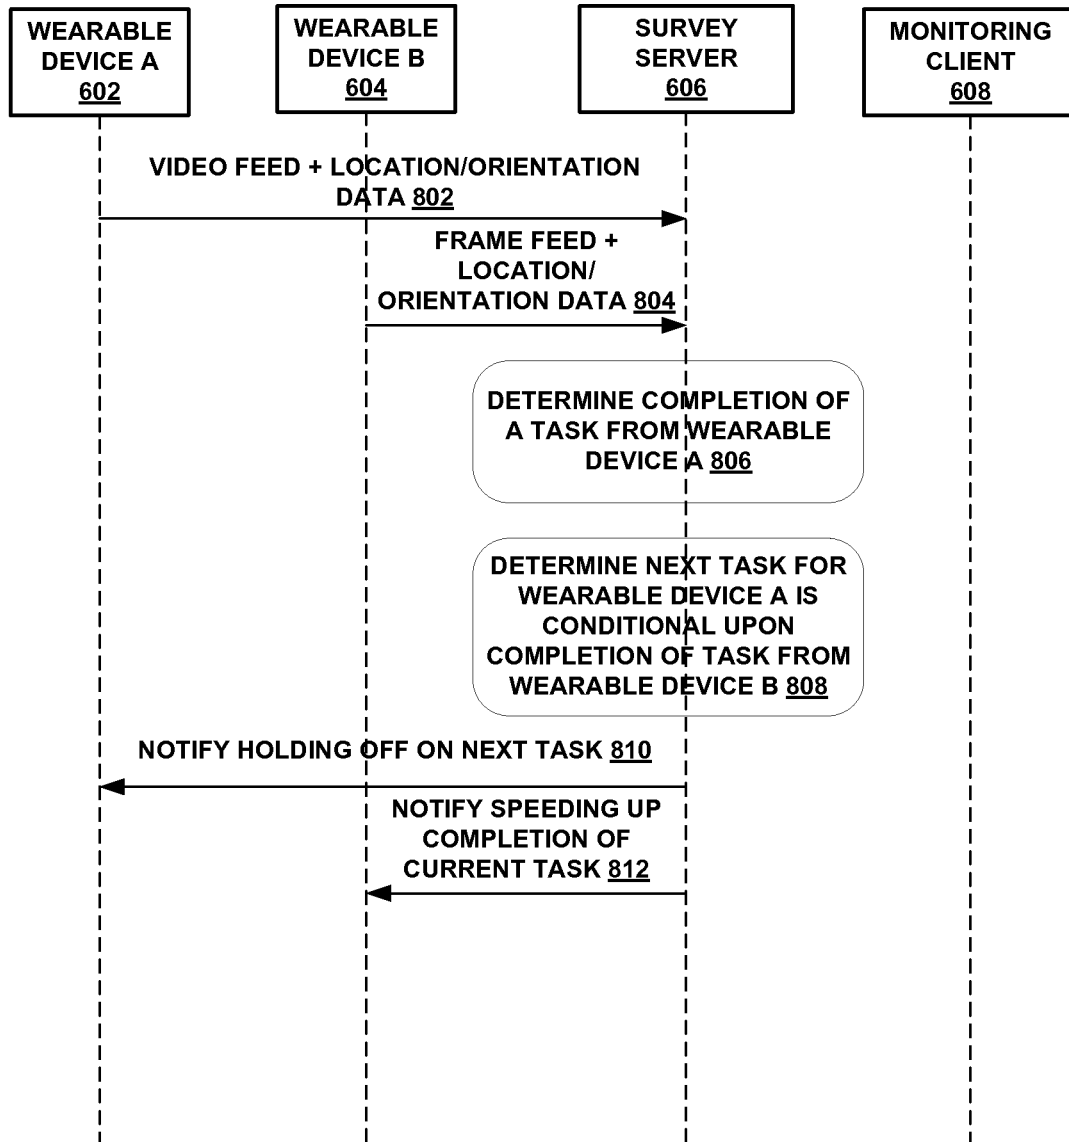 WEARABLE
DEVICE A
602
WEARABLE
DEVICE B
604
SURVEY
SERVER
606
MONITORING
CLIENT
608
VIDEO FEED + LOCATION/ORIENTATION
DATA 802
FRAME FEED +
LOCATION/
ORIENTATION DATA 804
DETERMINE COMPLETION OF
A TASK FROM WEARABLE
DEVICE A 806
DETERMINE NEXT TASK FOR
WEARABLE DEVICE A IS
CONDITIONAL UPON
COMPLETION OF TASK FROM
WEARABLE DEVICE B 808
NOTIFY HOLDING OFF ON NEXT TASK 810
NOTIFY SPEEDING UP
COMPLETION OF
CURRENT TASK 812